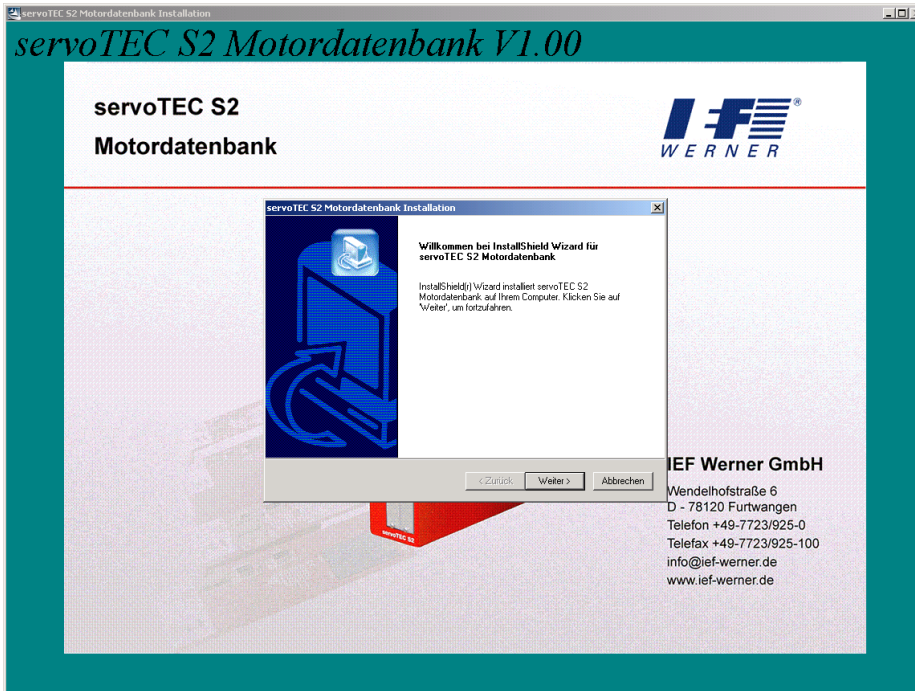 servoTEC S2 Motordatenbank Installation
servoTEC S2 Motordatenbank V1.00
servoTEC S2
Motordatenbank
IEF®
WERNER
servoTEC S2 Motordatenbank Installation
Willkommen bei InstallShield Wizard für
servoTEC S2 Motordatenbank
InstallShield(r) Wizard installiert servoTEC S2
Motordatenbank auf Ihrem Computer. Klicken Sie auf
'Weiter', um fortzufahren.
< Zurück Weiter > Abbrechen
servoTEC S2
IEF Werner GmbH
Wendelhofstraße 6
D - 78120 Furtwangen
Telefon +49-7723/925-0
Telefax +49-7723/925-100
info@ief-werner.de
www.ief-werner.de